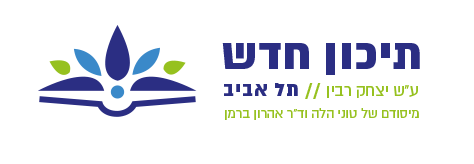 תיכון חדש
ע"ש יצחק רבין // תל אביב
מיסודם של טוני הלה וד"ר אהרון ברמן